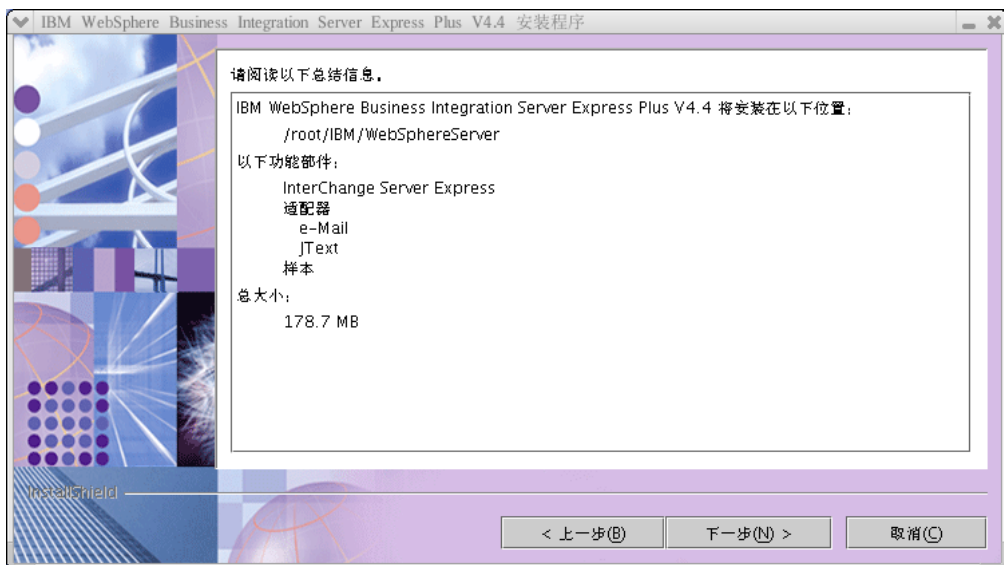 IBM WebSphere Business Integration Server Express Plus V4.4 安装程序
请阅读以下总结信息。
IBM WebSphere Business Integration Server Express Plus V4.4 将安装在以下位置：
/root/IBM/WebSphereServer
以下功能部件：
InterChange Server Express
适配器
e-Mail
JText
样本
总大小：
178.7 MB
InstallShield
< 上一步(B)
下一步(N) >
取消(C)